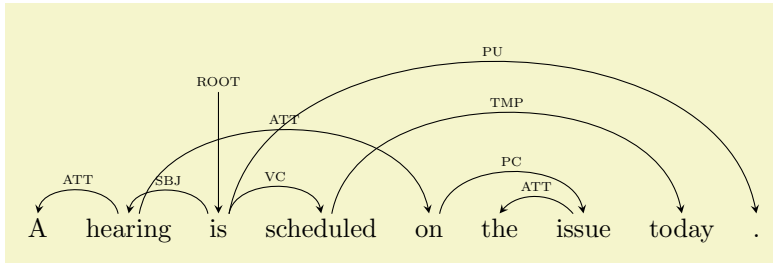 PU
ROOT
TMP
ATT
PC
ATT SBJ VC ATT
A hearing is scheduled on the issue today .